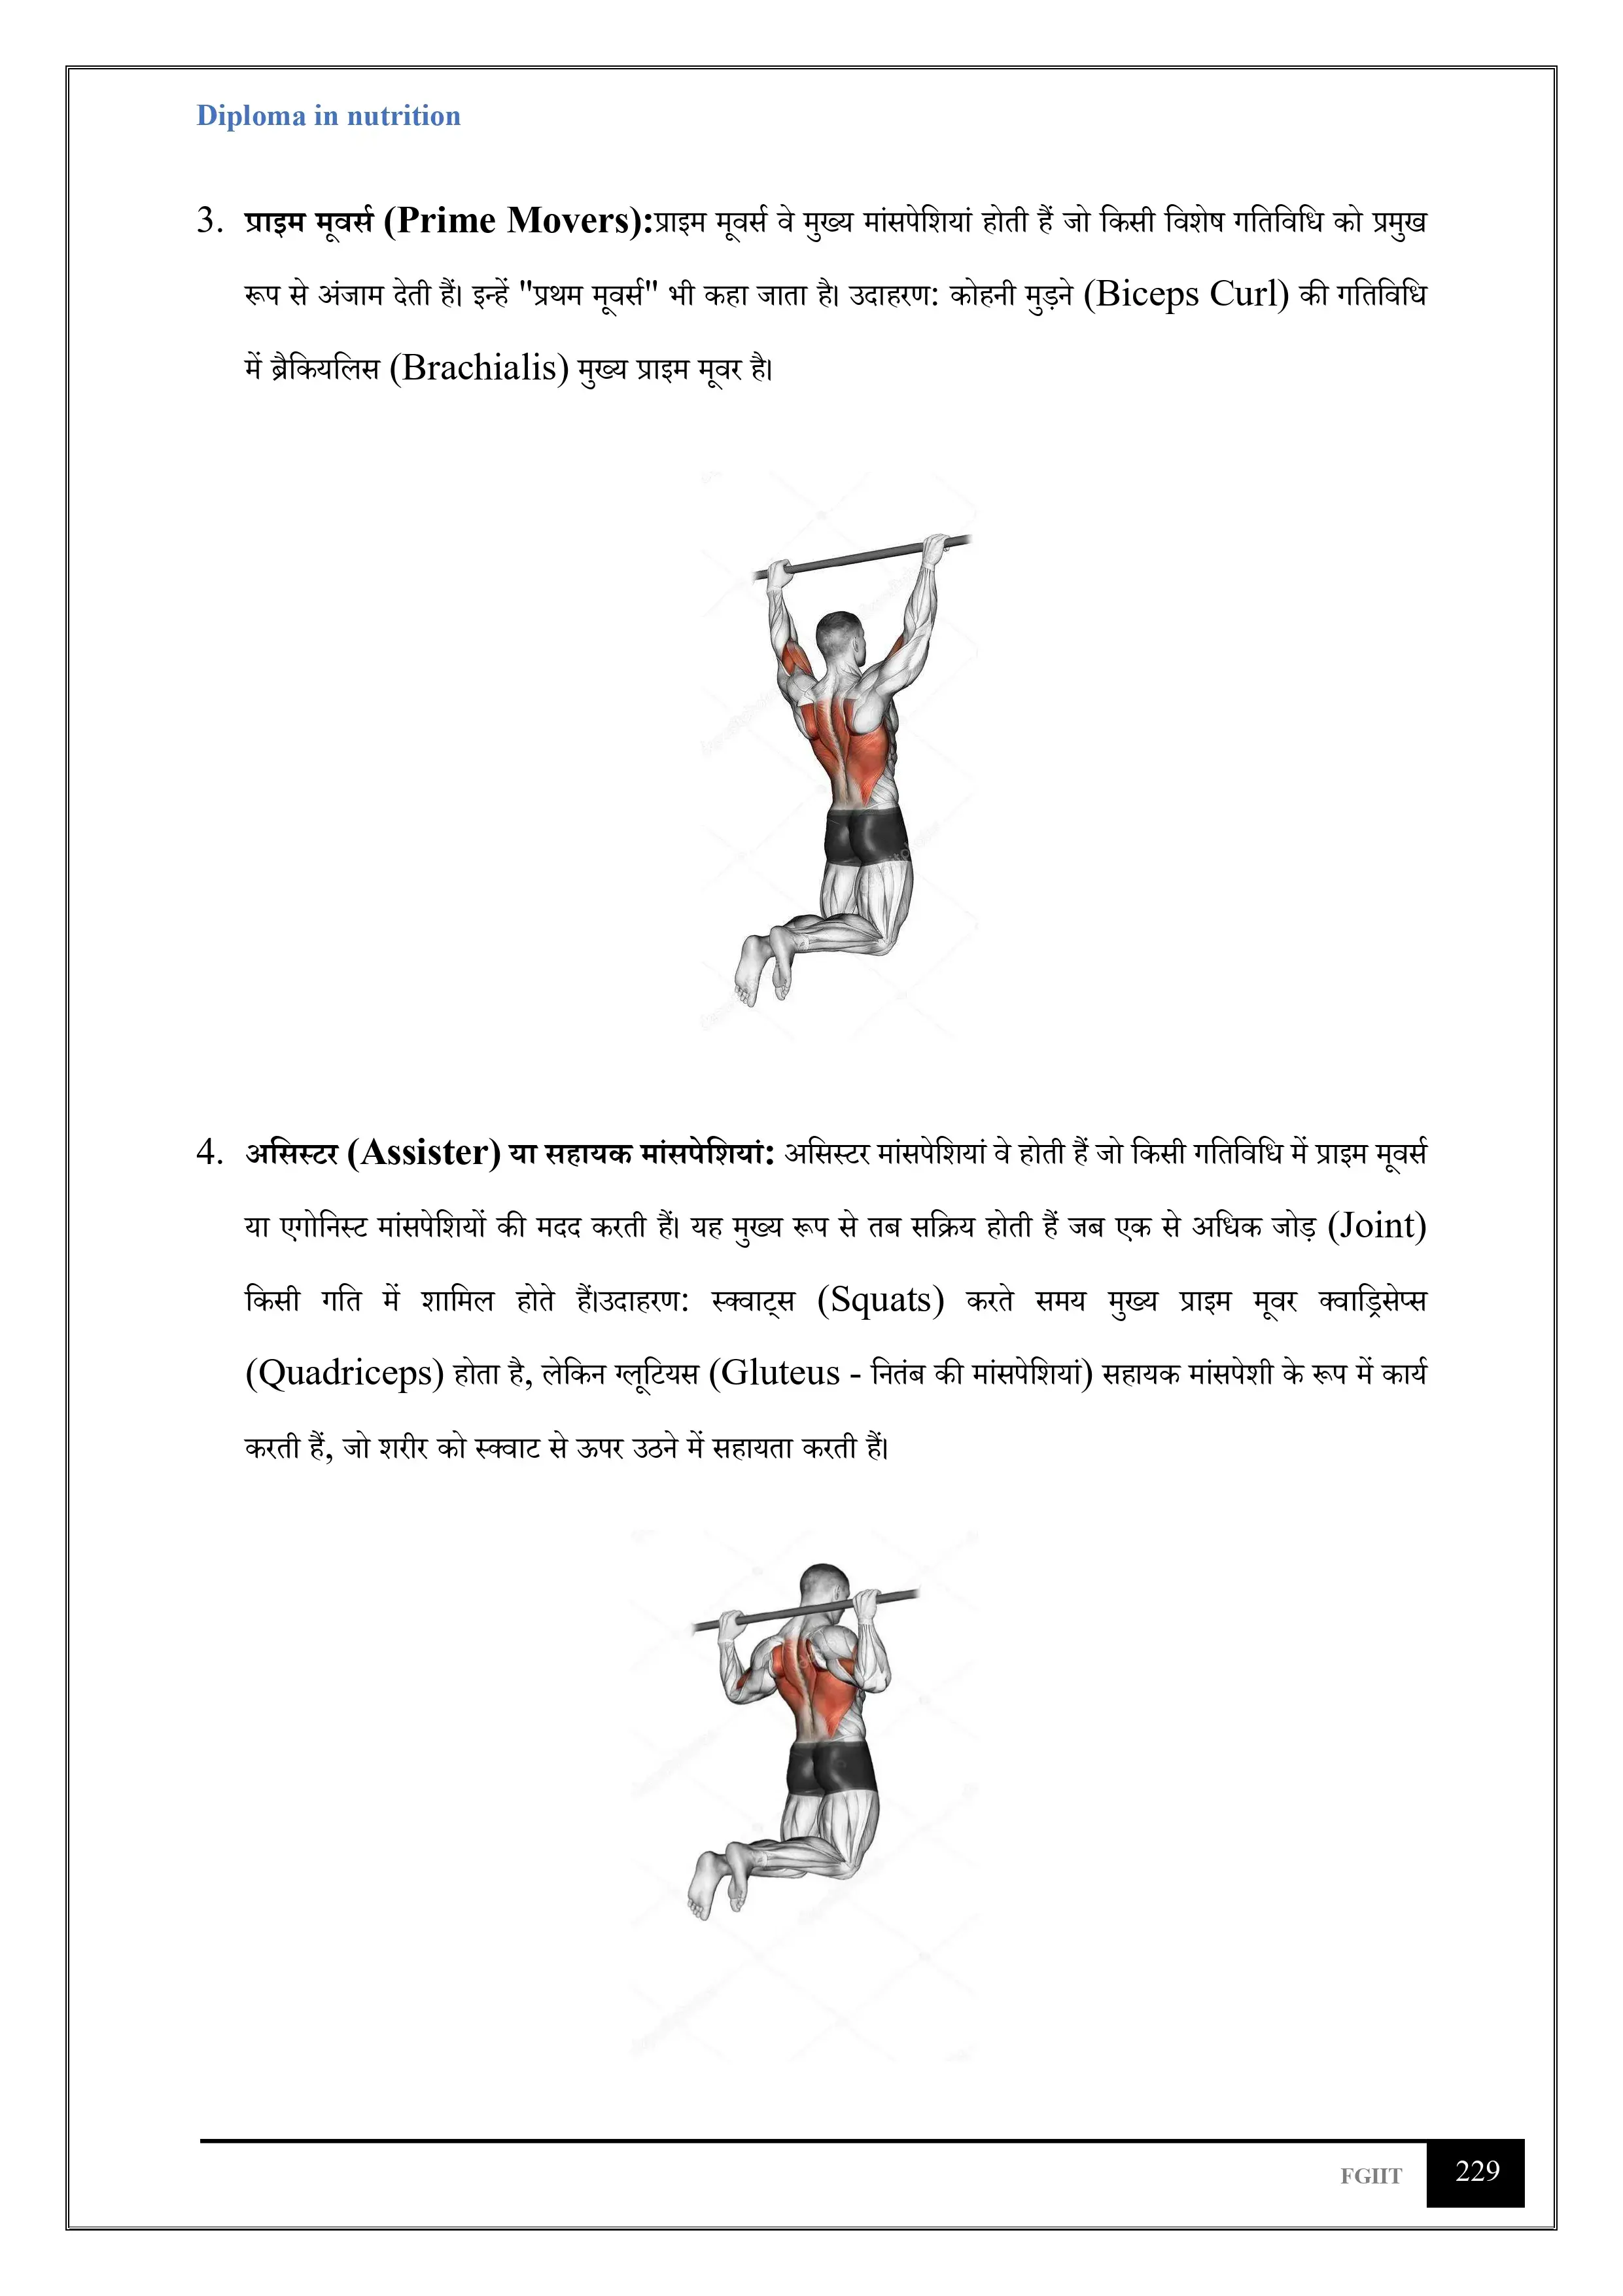 Diploma in nutrition
3. प्राइम मूवर्स (Prime Movers):प्राइम मूवर्स वे मुख्य मांसपेशियां होती हैं जो किसी विशेष गतिविधि को प्रमुख
रूप से अंजाम देती हैं। इन्हें "प्रथम मूवर्स" भी कहा जाता है। उदाहरण: कोहनी मुड़ने (Biceps Curl) की गतिविधि
में ब्रैकियलिस (Brachialis) मुख्य प्राइम मूवर है।
4. असिस्टर (Assister) या सहायक मांसपेशियां: असिस्टर मांसपेशियां वे होती हैं जो किसी गतिविधि में प्राइम मूवर्स
या एगोनिस्ट मांसपेशियों की मदद करती हैं। यह मुख्य रूप से तब सक्रिय होती हैं जब एक से अधिक जोड़ (Joint)
किसी गति में शामिल होते हैं।उदाहरण: स्क्वाट्स (Squats) करते समय मुख्य प्राइम मूवर क्वाड्रिसेप्स
(Quadriceps) होता है, लेकिन ग्लूटियस (Gluteus - नितंब की मांसपेशियां) सहायक मांसपेशी के रूप में कार्य
करती हैं, जो शरीर को स्क्वाट से ऊपर उठने में सहायता करती हैं।
FGIIT 229